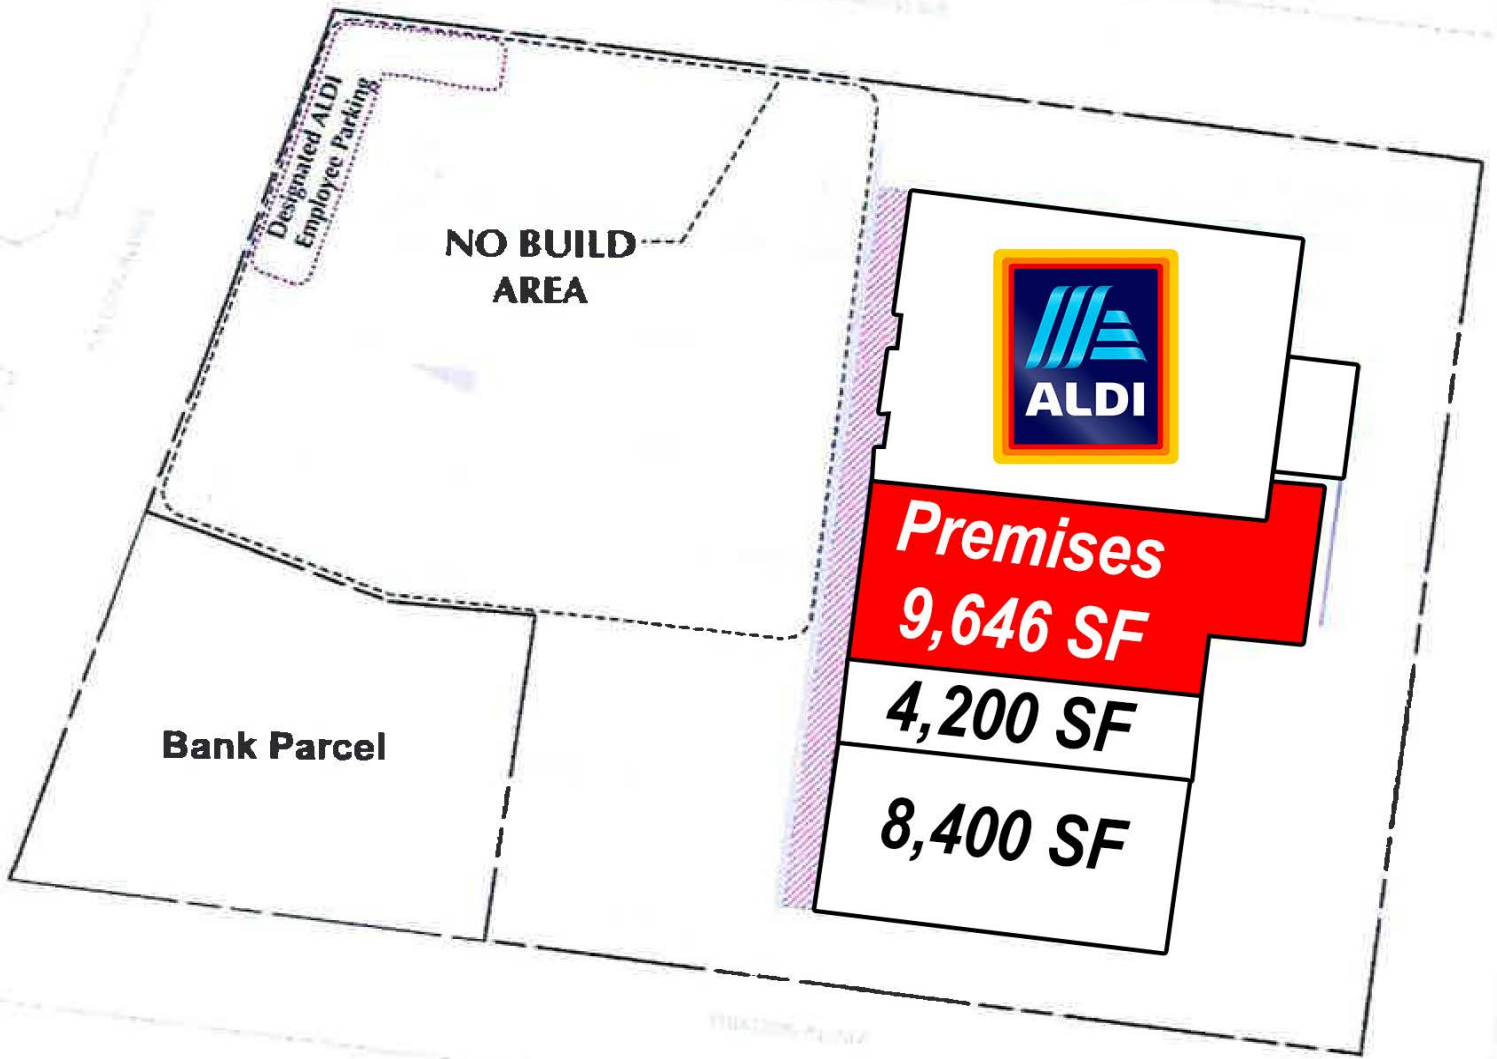 Designated ALDI
Employee Parking
NO BUILD
AREA
ALDI
Premises
9,646 SF
4,200 SF
8,400 SF
Bank Parcel